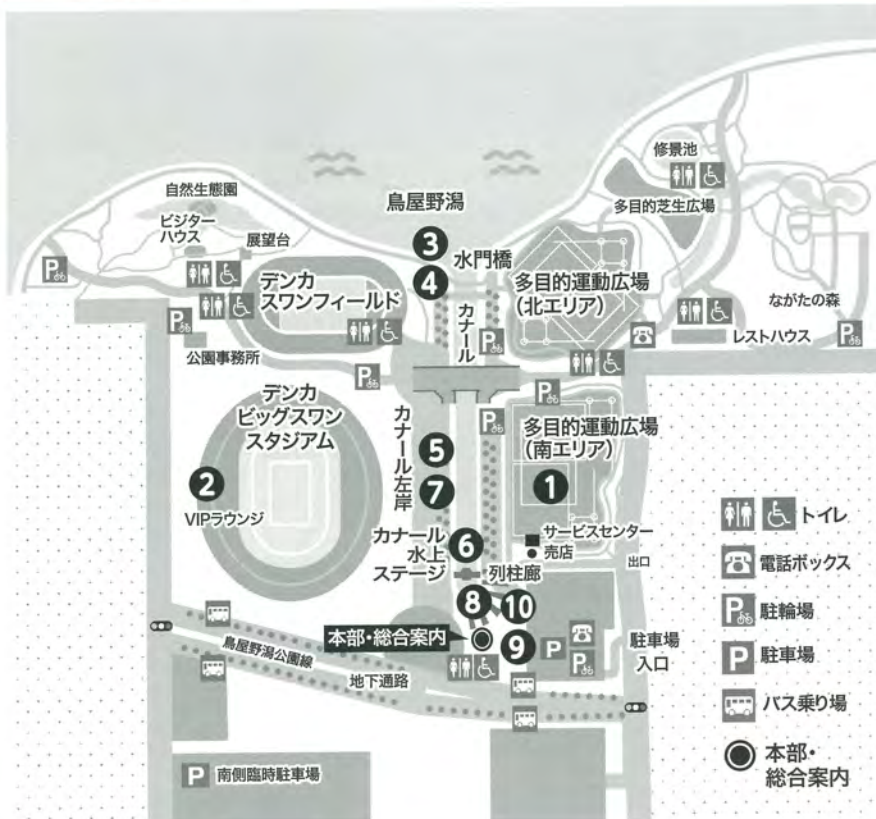 修景池
多目的芝生広場
自然生態園
ビジター
ハウス
展望台
鳥屋野潟
③
④
水門橋
デンカ
スワンフィールド
多目的運動広場
(北エリア)
ながたの森
レストハウス
カナール
公園事務所
デンカ
ビッグスワン
スタジアム
②
VIPラウンジ
カナール左岸
⑤
⑦
多目的運動広場
(南エリア)
①
サービスセンター
売店
出口
カナール
水上
ステージ
⑥
列柱廊
⑧
⑩
⑨
本部・総合案内
駐車場
入口
鳥屋野潟公園線
地下通路
P 南側臨時駐車場
トイレ
電話ボックス
P 駐輪場
P 駐車場
バス乗り場
本部・
総合案内
P
P
P
P
P
P
P
P
P
P